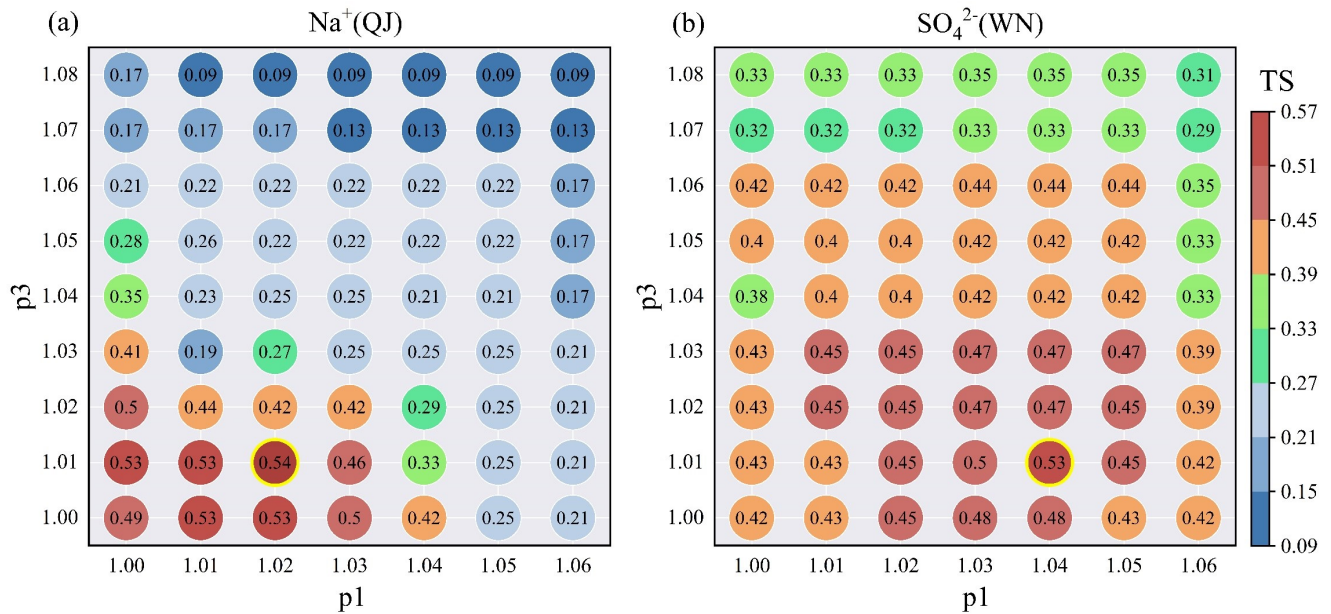 (a) Na⁺(QJ)
1.08 0.17 0.09 0.09 0.09 0.09 0.09 0.09
1.07 0.17 0.17 0.17 0.13 0.13 0.13 0.13
1.06 0.21 0.22 0.22 0.22 0.22 0.22 0.17
1.05 0.28 0.26 0.22 0.22 0.22 0.22 0.17
p3
1.04 0.35 0.23 0.25 0.25 0.21 0.21 0.17
1.03 0.41 0.19 0.27 0.25 0.25 0.25 0.21
1.02 0.5 0.44 0.42 0.42 0.29 0.25 0.21
1.01 0.53 0.53 0.54 0.46 0.33 0.25 0.21
1.00 0.49 0.53 0.53 0.5 0.42 0.25 0.21
1.00 1.01 1.02 1.03 1.04 1.05 1.06
p1
(b) SO₄²⁻(WN)
1.08 0.33 0.33 0.33 0.35 0.35 0.35 0.31
1.07 0.32 0.32 0.32 0.33 0.33 0.33 0.29
1.06 0.42 0.42 0.42 0.44 0.44 0.44 0.35
1.05 0.4 0.4 0.4 0.42 0.42 0.42 0.33
p3
1.04 0.38 0.4 0.4 0.42 0.42 0.42 0.33
1.03 0.43 0.45 0.45 0.47 0.47 0.47 0.39
1.02 0.43 0.45 0.45 0.47 0.47 0.45 0.39
1.01 0.43 0.43 0.45 0.5 0.53 0.45 0.42
1.00 0.42 0.43 0.45 0.48 0.48 0.43 0.42
1.00 1.01 1.02 1.03 1.04 1.05 1.06
p1
TS
0.57
0.51
0.45
0.39
0.33
0.27
0.21
0.15
0.09